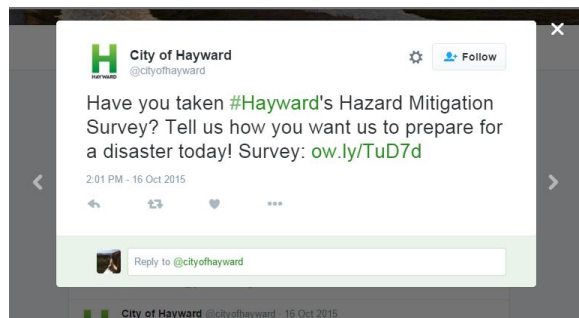 City of Hayward
@cityofhayward
Follow
HAYWARD
Have you taken #Hayward's Hazard Mitigation
Survey? Tell us how you want us to prepare for
a disaster today! Survey: ow.ly/TuD7d
2:01 PM - 16 Oct 2015
Reply to @cityofhayward
City of Hayward @cityofhayward · 16 Oct 2015